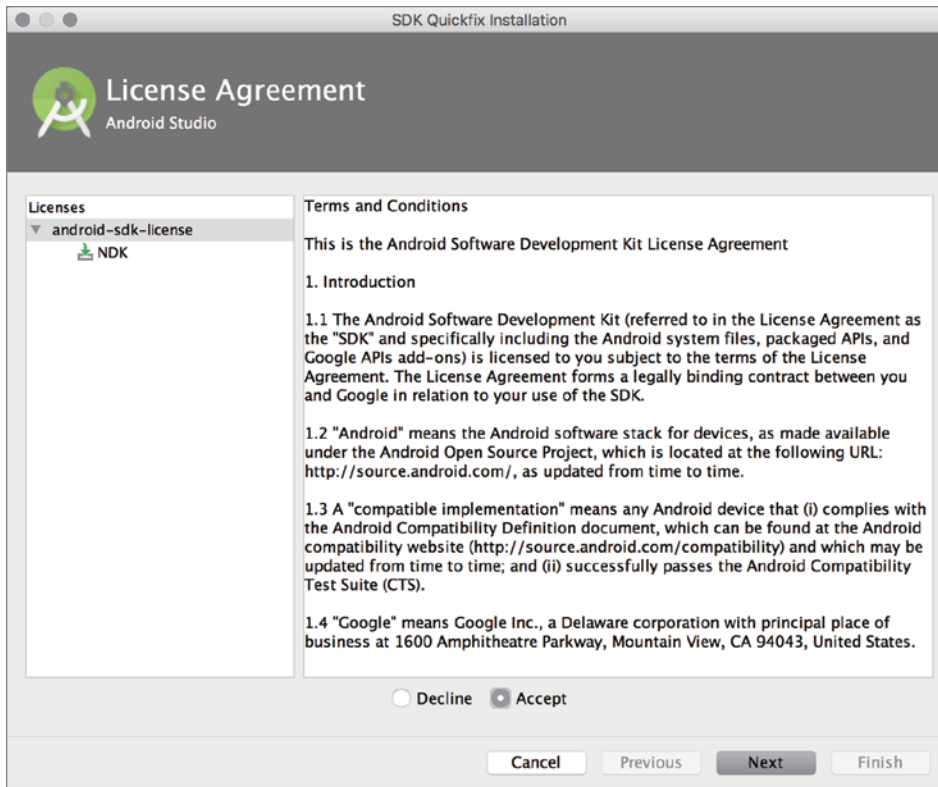 SDK Quickfix Installation
License Agreement
Android Studio
Licenses
android-sdk-license
NDK
Terms and Conditions
This is the Android Software Development Kit License Agreement
1. Introduction
1.1 The Android Software Development Kit (referred to in the License Agreement as
the "SDK" and specifically including the Android system files, packaged APIs, and
Google APIs add-ons) is licensed to you subject to the terms of the License
Agreement. The License Agreement forms a legally binding contract between you
and Google in relation to your use of the SDK.
1.2 "Android" means the Android software stack for devices, as made available
under the Android Open Source Project, which is located at the following URL:
http://source.android.com/, as updated from time to time.
1.3 A "compatible implementation" means any Android device that (i) complies with
the Android Compatibility Definition document, which can be found at the Android
compatibility website (http://source.android.com/compatibility) and which may be
updated from time to time; and (ii) successfully passes the Android Compatibility
Test Suite (CTS).
1.4 "Google" means Google Inc., a Delaware corporation with principal place of
business at 1600 Amphitheatre Parkway, Mountain View, CA 94043, United States.
Decline Accept
Cancel Previous Next Finish